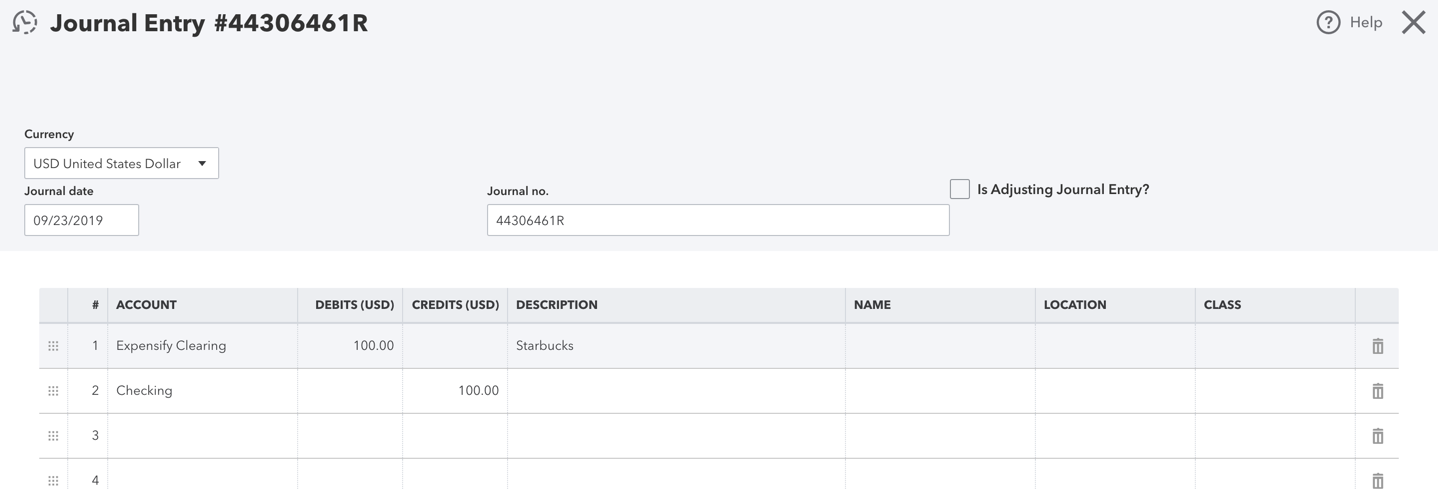 Journal Entry #44306461R
Help
Currency
USD United States Dollar
Journal date
Journal no.
Is Adjusting Journal Entry?
09/23/2019
44306461R
# ACCOUNT DEBITS (USD) CREDITS (USD) DESCRIPTION NAME LOCATION CLASS
1 Expensify Clearing 100.00 Starbucks
2 Checking 100.00
3
4